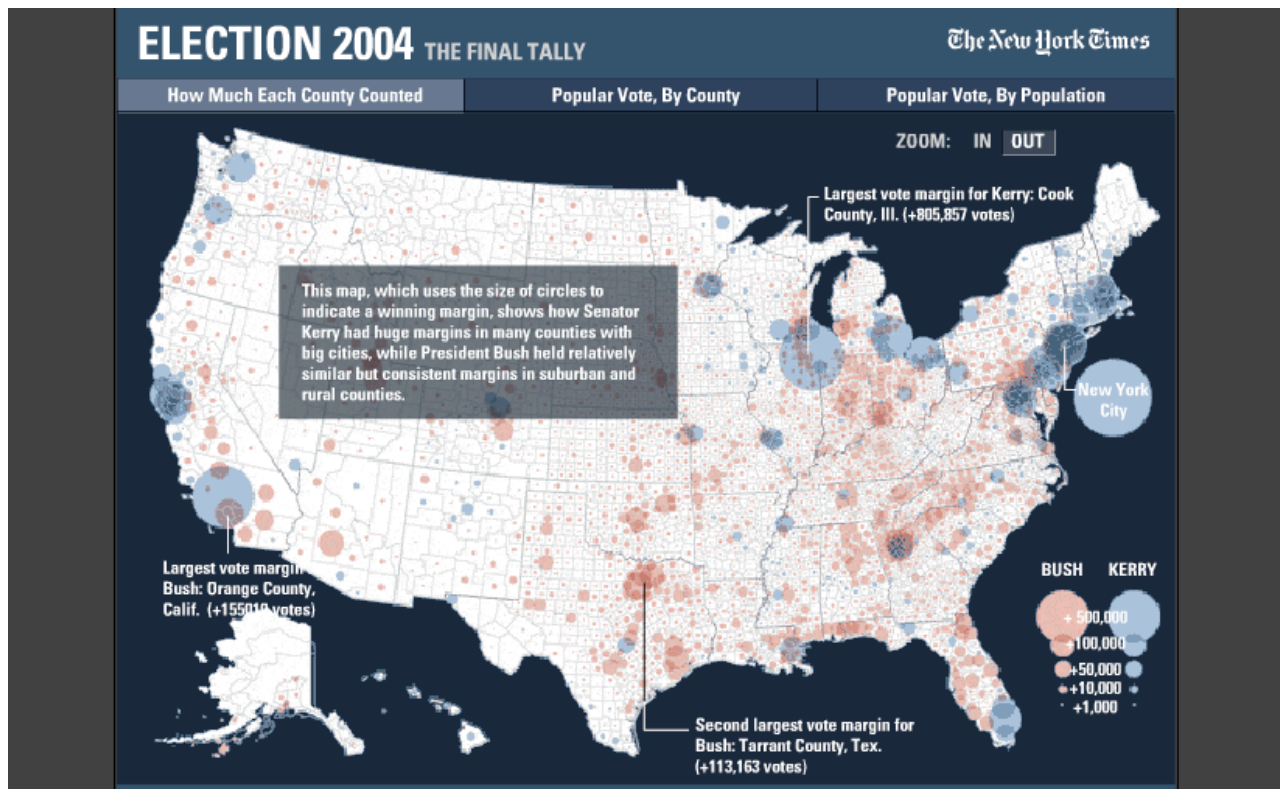 ELECTION 2004 THE FINAL TALLY
The New York Times
How Much Each County Counted
Popular Vote, By County
Popular Vote, By Population
ZOOM: IN OUT
Largest vote margin for Kerry: Cook
County, Ill. (+805,857 votes)
This map, which uses the size of circles to
indicate a winning margin, shows how Senator
Kerry had huge margins in many counties with
big cities, while President Bush held relatively
similar but consistent margins in suburban and
rural counties.
New York
City
Largest vote margin
Bush: Orange County,
Calif. votes)
BUSH KERRY
+ 500,000
+100,000
+50,000
+10,000
+1,000
Second largest vote margin for
Bush: Tarrant County, Tex.
(+113,163 votes)